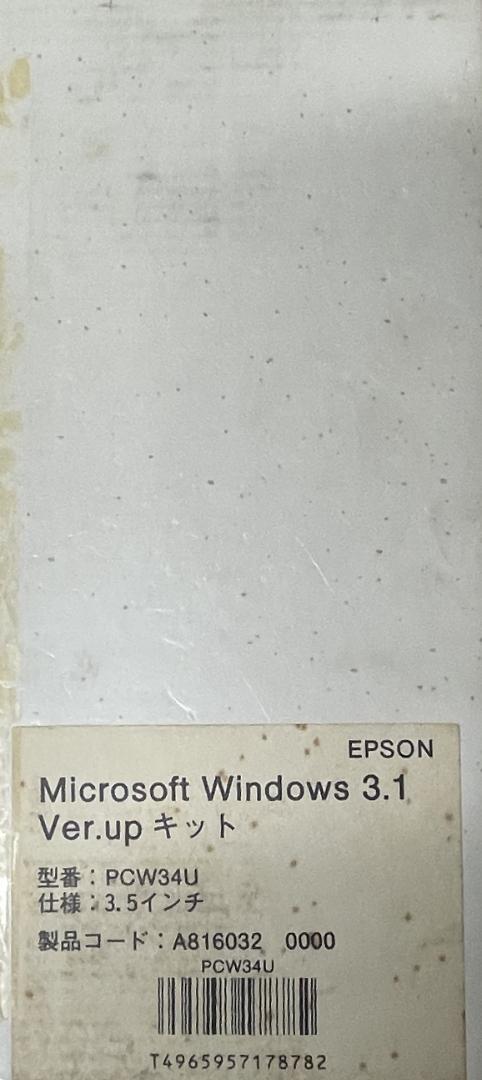 EPSON
Microsoft Windows 3.1
Ver.up キット
型番：PCW34U
仕様：3.5インチ
製品コード：A816032 0000
PCW34U
T4965957178782